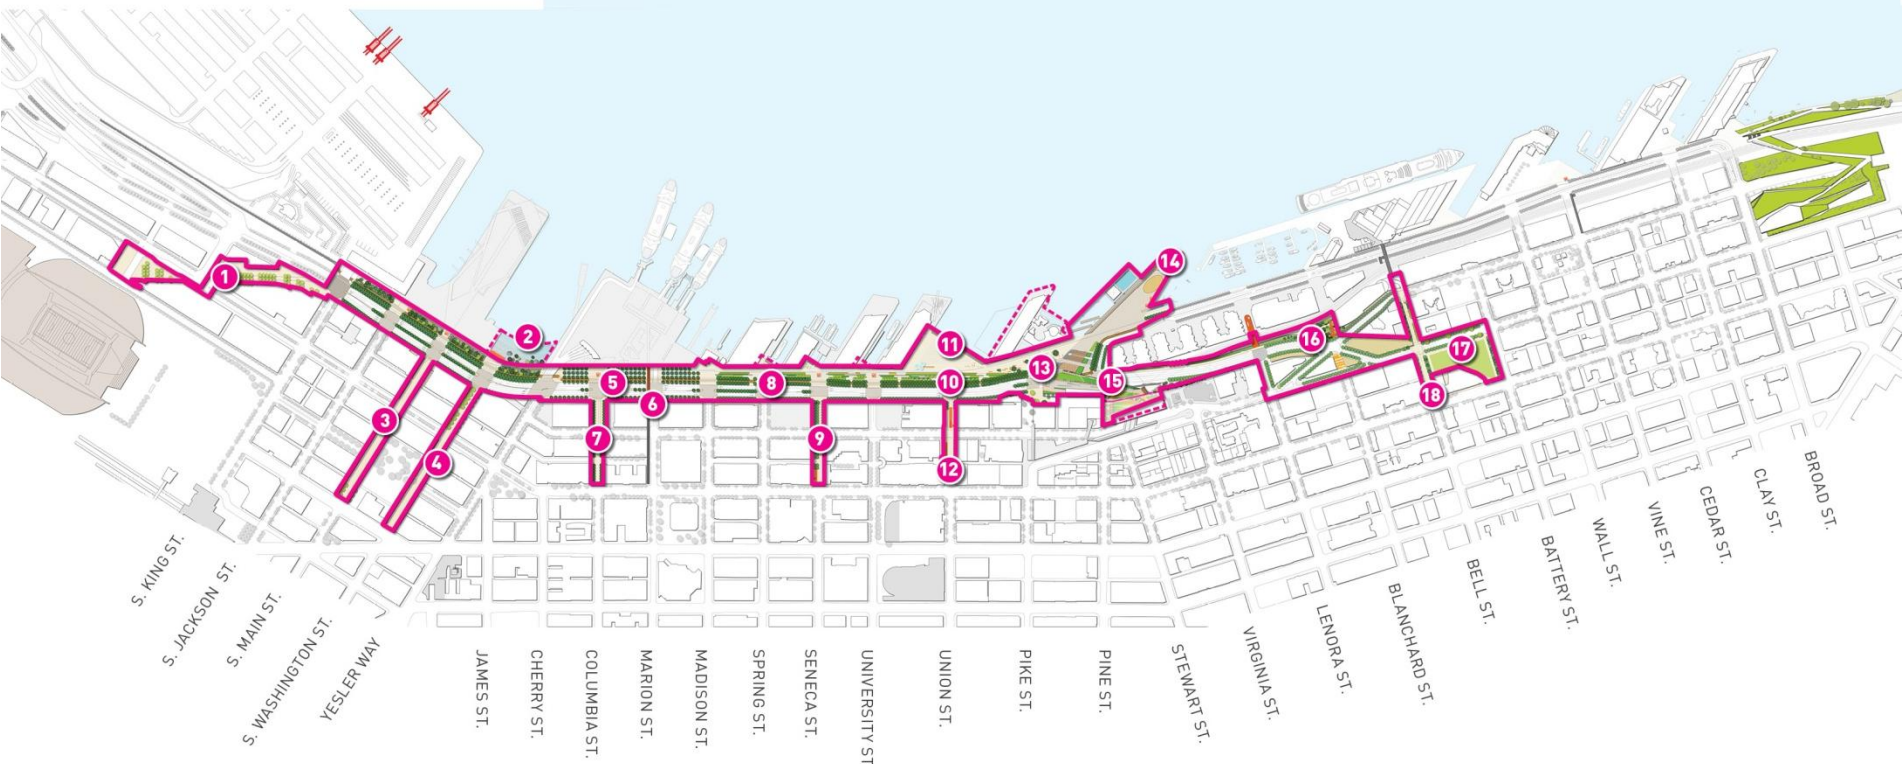 1
2
3
4
5
6
7
8
9
10
11
12
13
14
15
16
17
18
S. KING ST.
S. JACKSON ST.
S. MAIN ST.
S. WASHINGTON ST.
YESLER WAY
JAMES ST.
CHERRY ST.
COLUMBIA ST.
MARION ST.
MADISON ST.
SPRING ST.
SENECA ST.
UNIVERSITY ST
UNION ST.
PIKE ST.
PINE ST.
STEWART ST.
VIRGINIA ST.
LENORA ST.
BLANCHARD ST.
BELL ST.
BATTERY ST.
WALL ST.
VINE ST.
CEDAR ST.
CLAY ST.
BROAD ST.